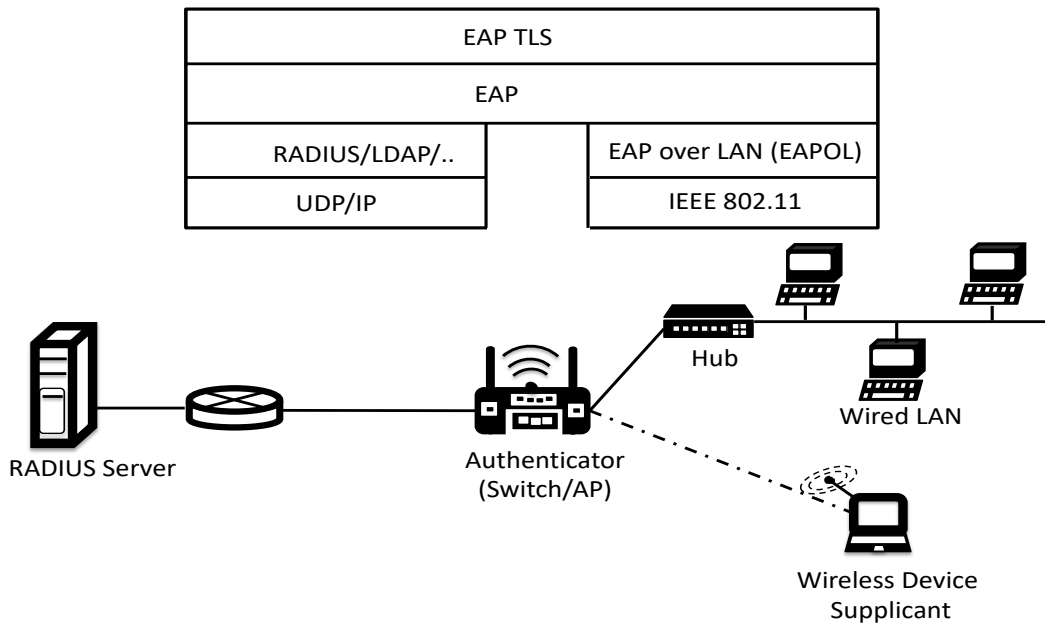 EAP TLS
EAP
RADIUS/LDAP/..
EAP over LAN (EAPOL)
UDP/IP
IEEE 802.11
Hub
Wired LAN
RADIUS Server
Authenticator
(Switch/AP)
Wireless Device
Supplicant